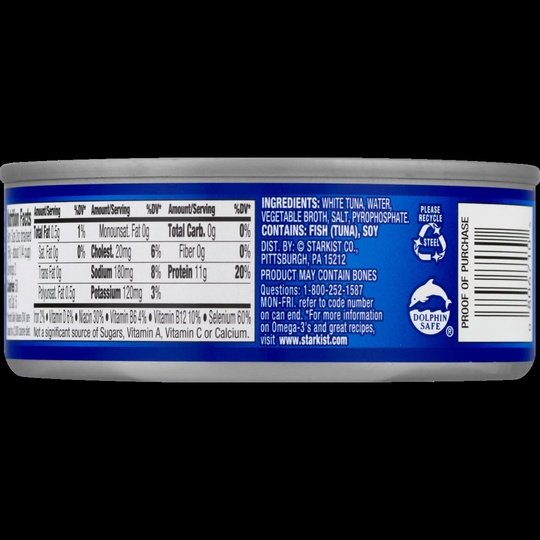 Nutrition Facts
Amount/Serving %DV* Amount/Serving %DV* Amount/Serving %DV*
Total Fat 0.5g 1% Monounsat. Fat 0g Total Carb. 0g 0%
Sat. Fat 0g 0% Cholest. 20mg 6% Fiber 0g 0%
Trans Fat 0g Sodium 180mg 8% Protein 11g 20%
Polyunsat. Fat 0.5g Potassium 120mg 3%
Iron 2% • Vitamin D 6% • Niacin 30% • Vitamin B6 4% • Vitamin B12 10% • Selenium 60%
Not a significant source of Sugars, Vitamin A, Vitamin C or Calcium.
INGREDIENTS: WHITE TUNA, WATER,
VEGETABLE BROTH, SALT, PYROPHOSPHATE.
CONTAINS: FISH (TUNA), SOY
DIST. BY: © STARKIST CO.,
PITTSBURGH, PA 15212
PRODUCT MAY CONTAIN BONES
Questions: 1-800-252-1587
MON-FRI. refer to code number
on can end. *For more information
on Omega-3's and great recipes,
visit www.starkist.com
PLEASE
RECYCLE
STEEL
DOLPHIN
SAFE
®
PROOF OF PURCHASE